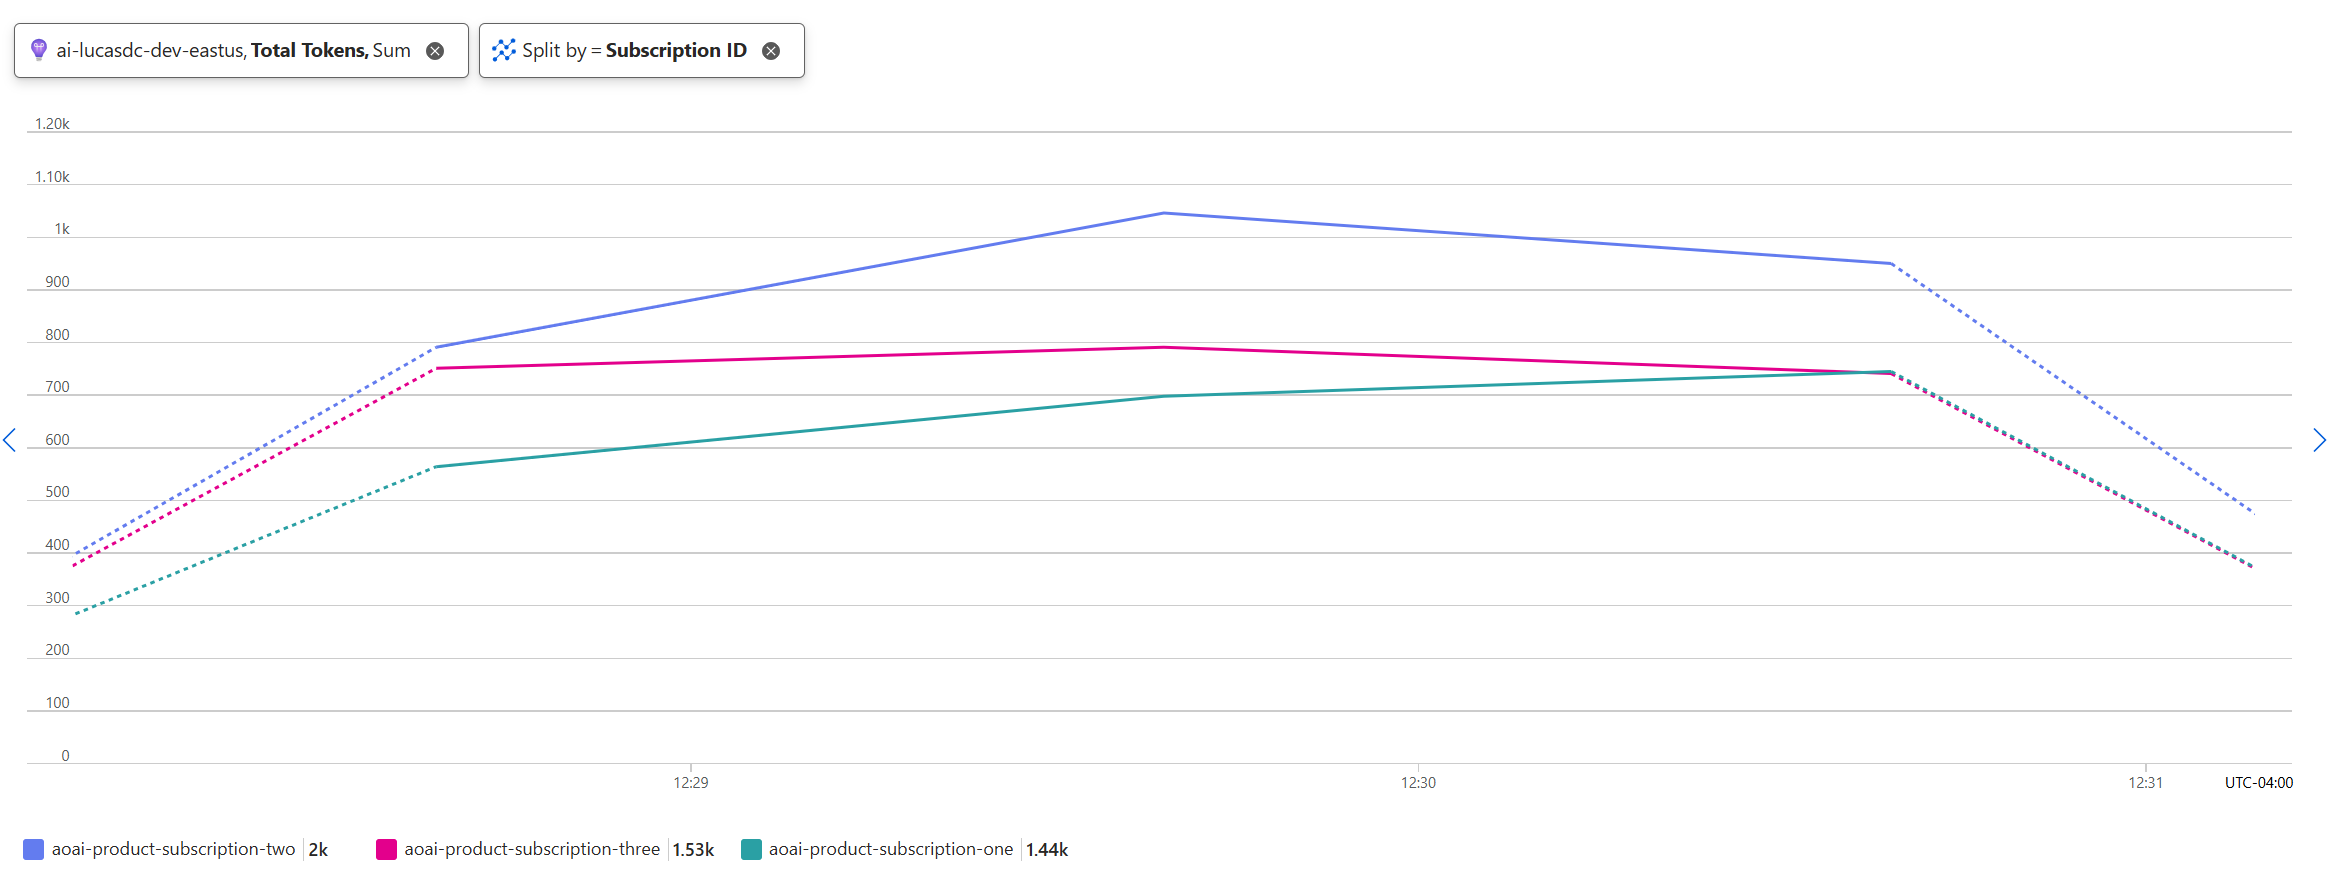 ai-lucasdc-dev-eastus, Total Tokens, Sum
Split by = Subscription ID
1.20k
1.10k
1k
900
800
700
600
500
400
300
200
100
0
12:29
12:30
12:31
UTC-04:00
aoai-product-subscription-two 2k
aoai-product-subscription-three 1.53k
aoai-product-subscription-one 1.44k